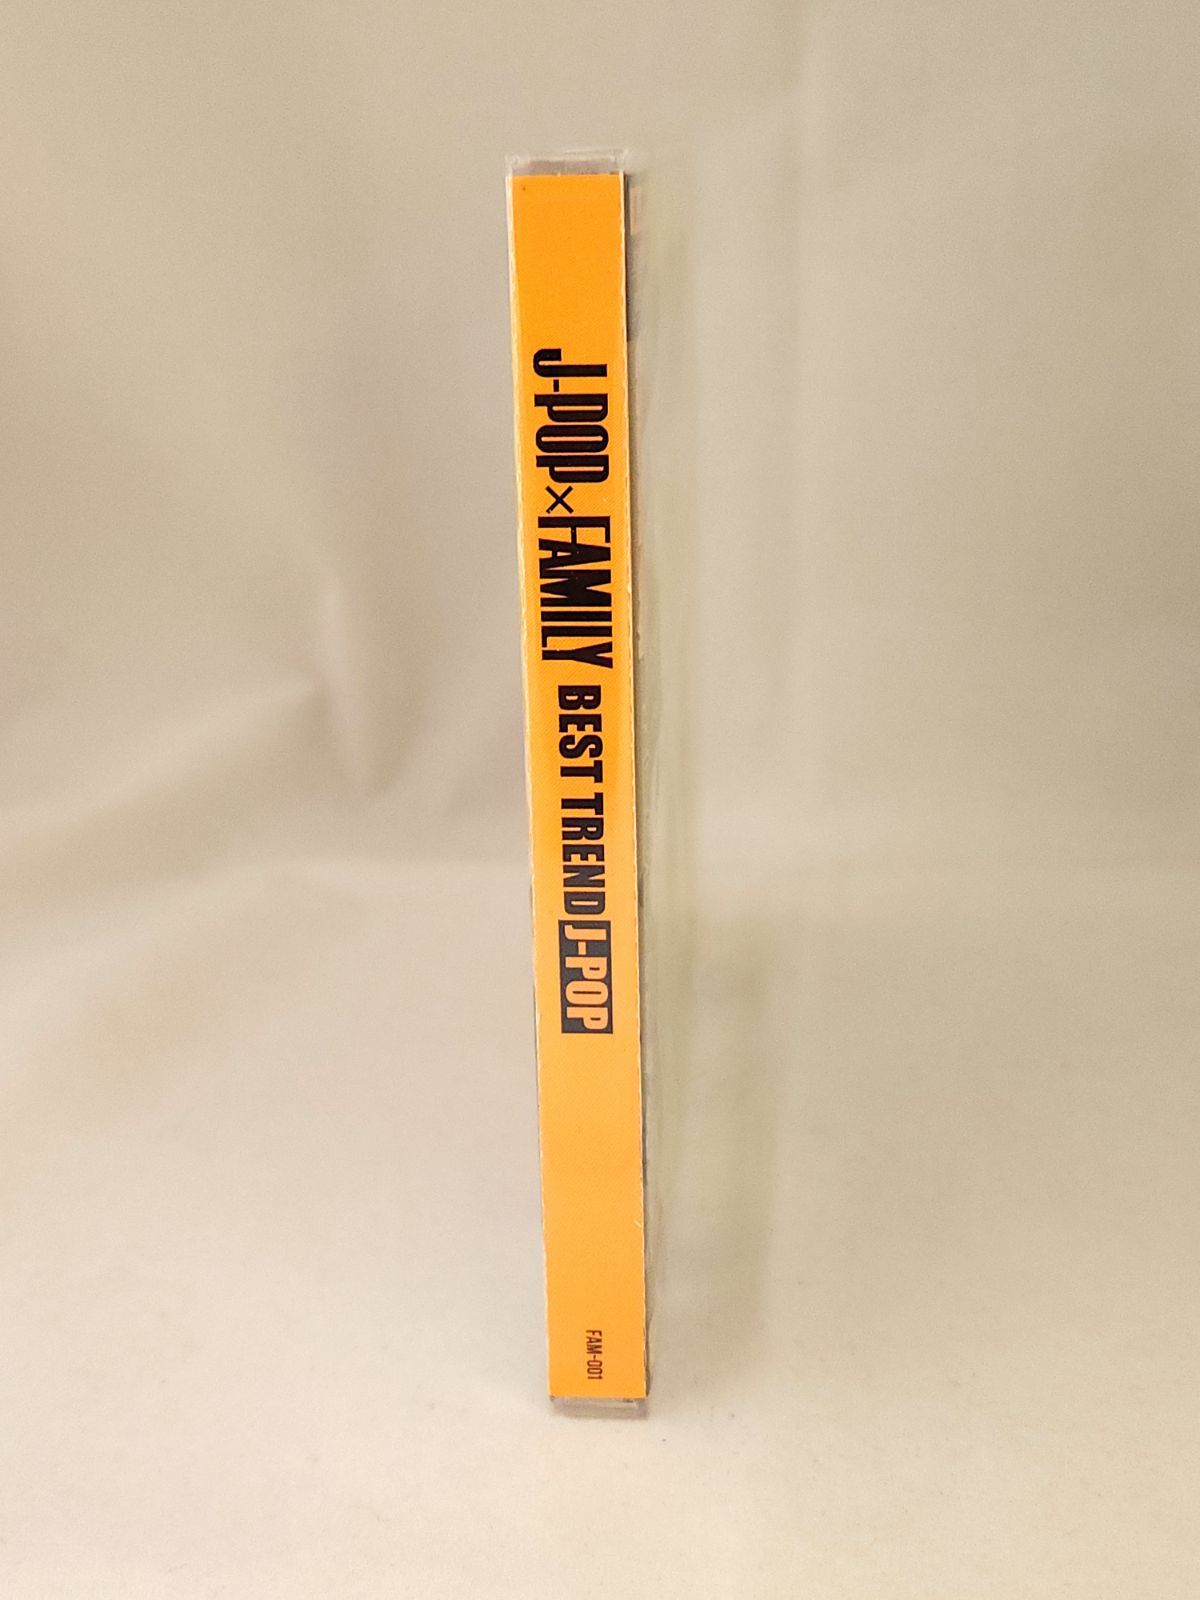 J-POP×FAMILY BEST TREND J-POP
FAM-001